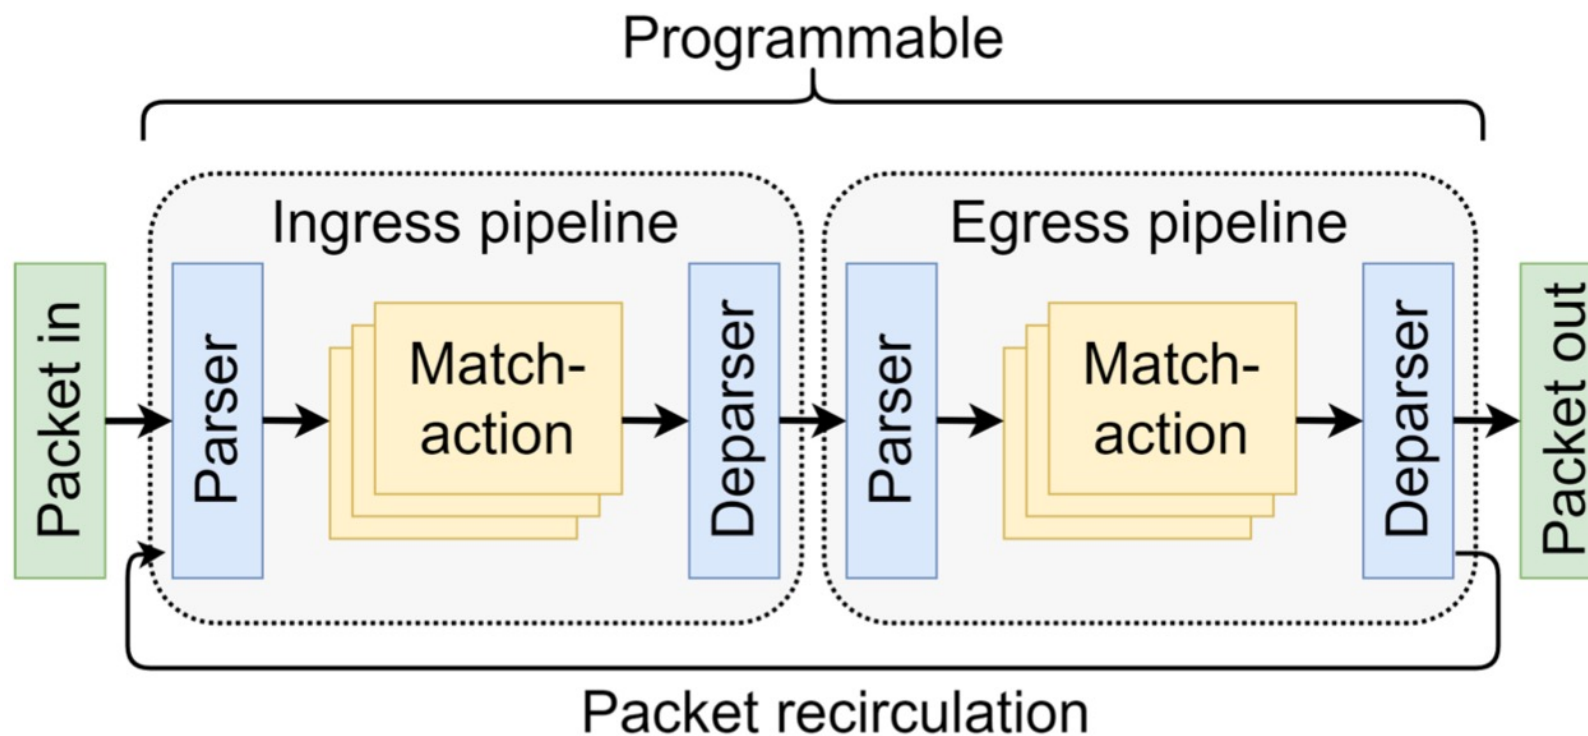 Programmable
Ingress pipeline
Egress pipeline
Packet in
Parser
Match-
action
Deparser
Parser
Match-
action
Deparser
Packet out
Packet recirculation